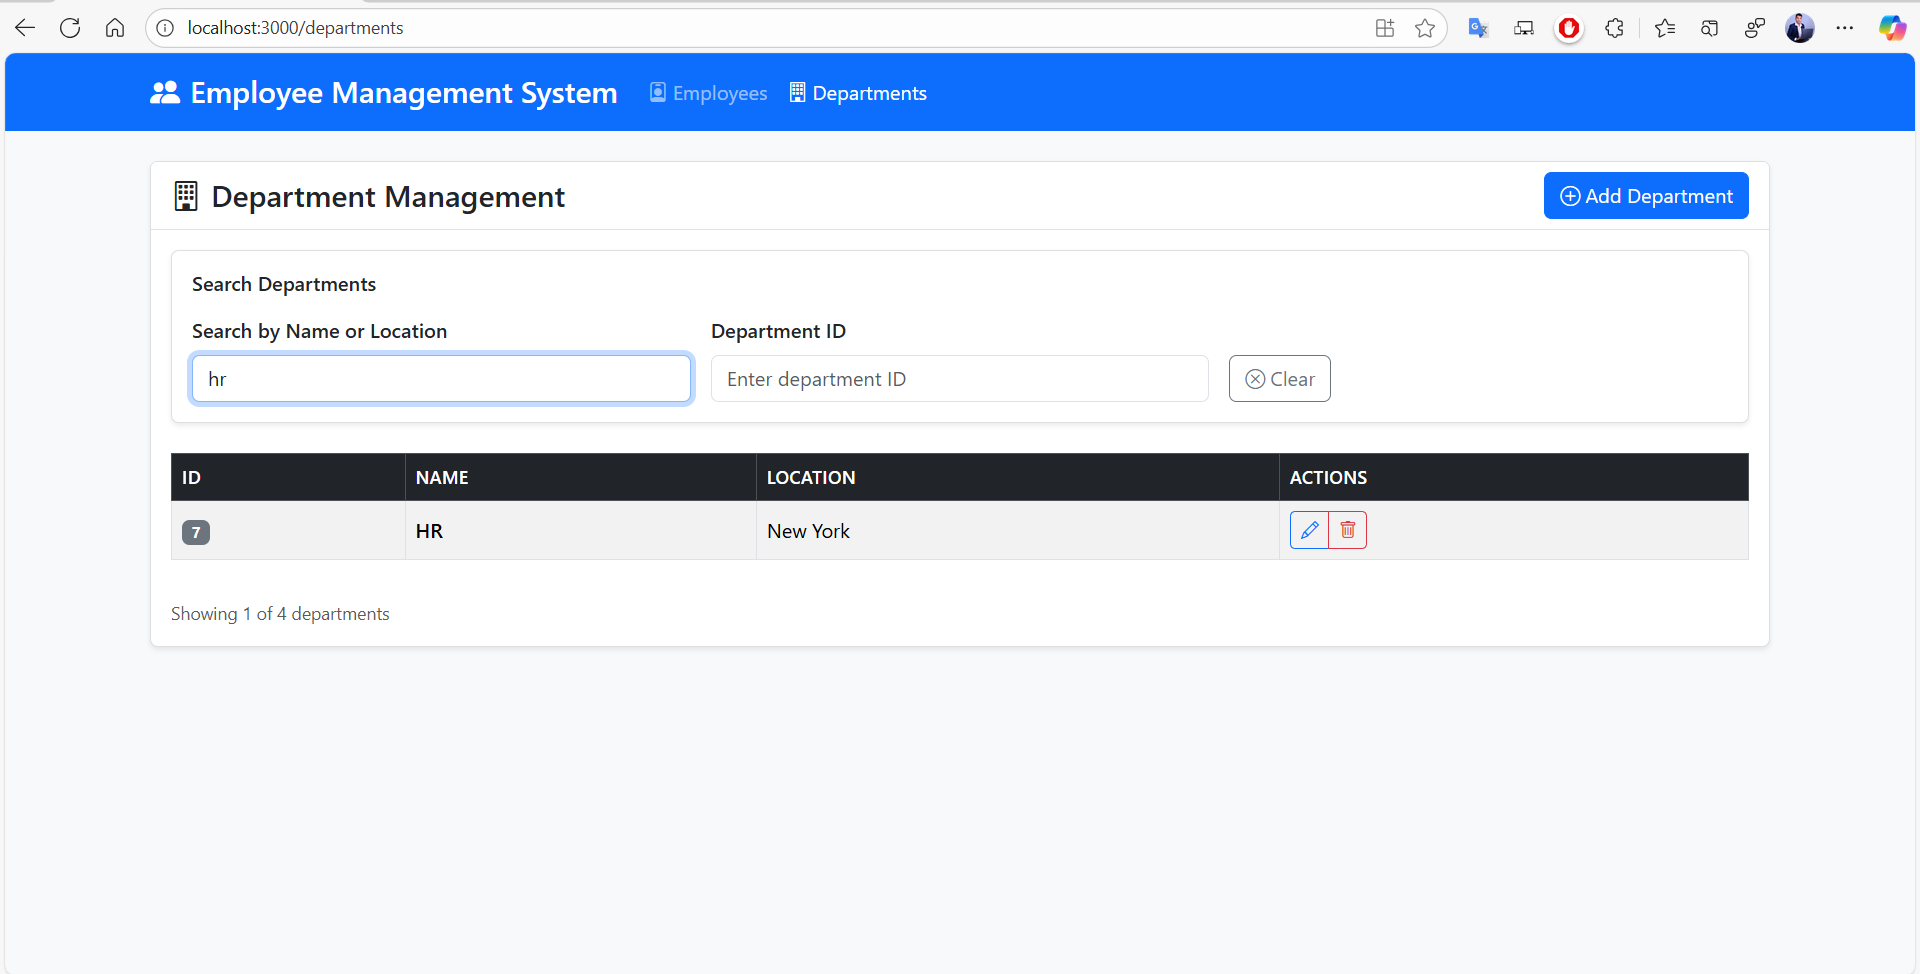 localhost:3000/departments
Employee Management System Employees Departments
Department Management Add Department
Search Departments
Search by Name or Location Department ID
hr Enter department ID Clear
ID NAME LOCATION ACTIONS
7 HR New York
Showing 1 of 4 departments